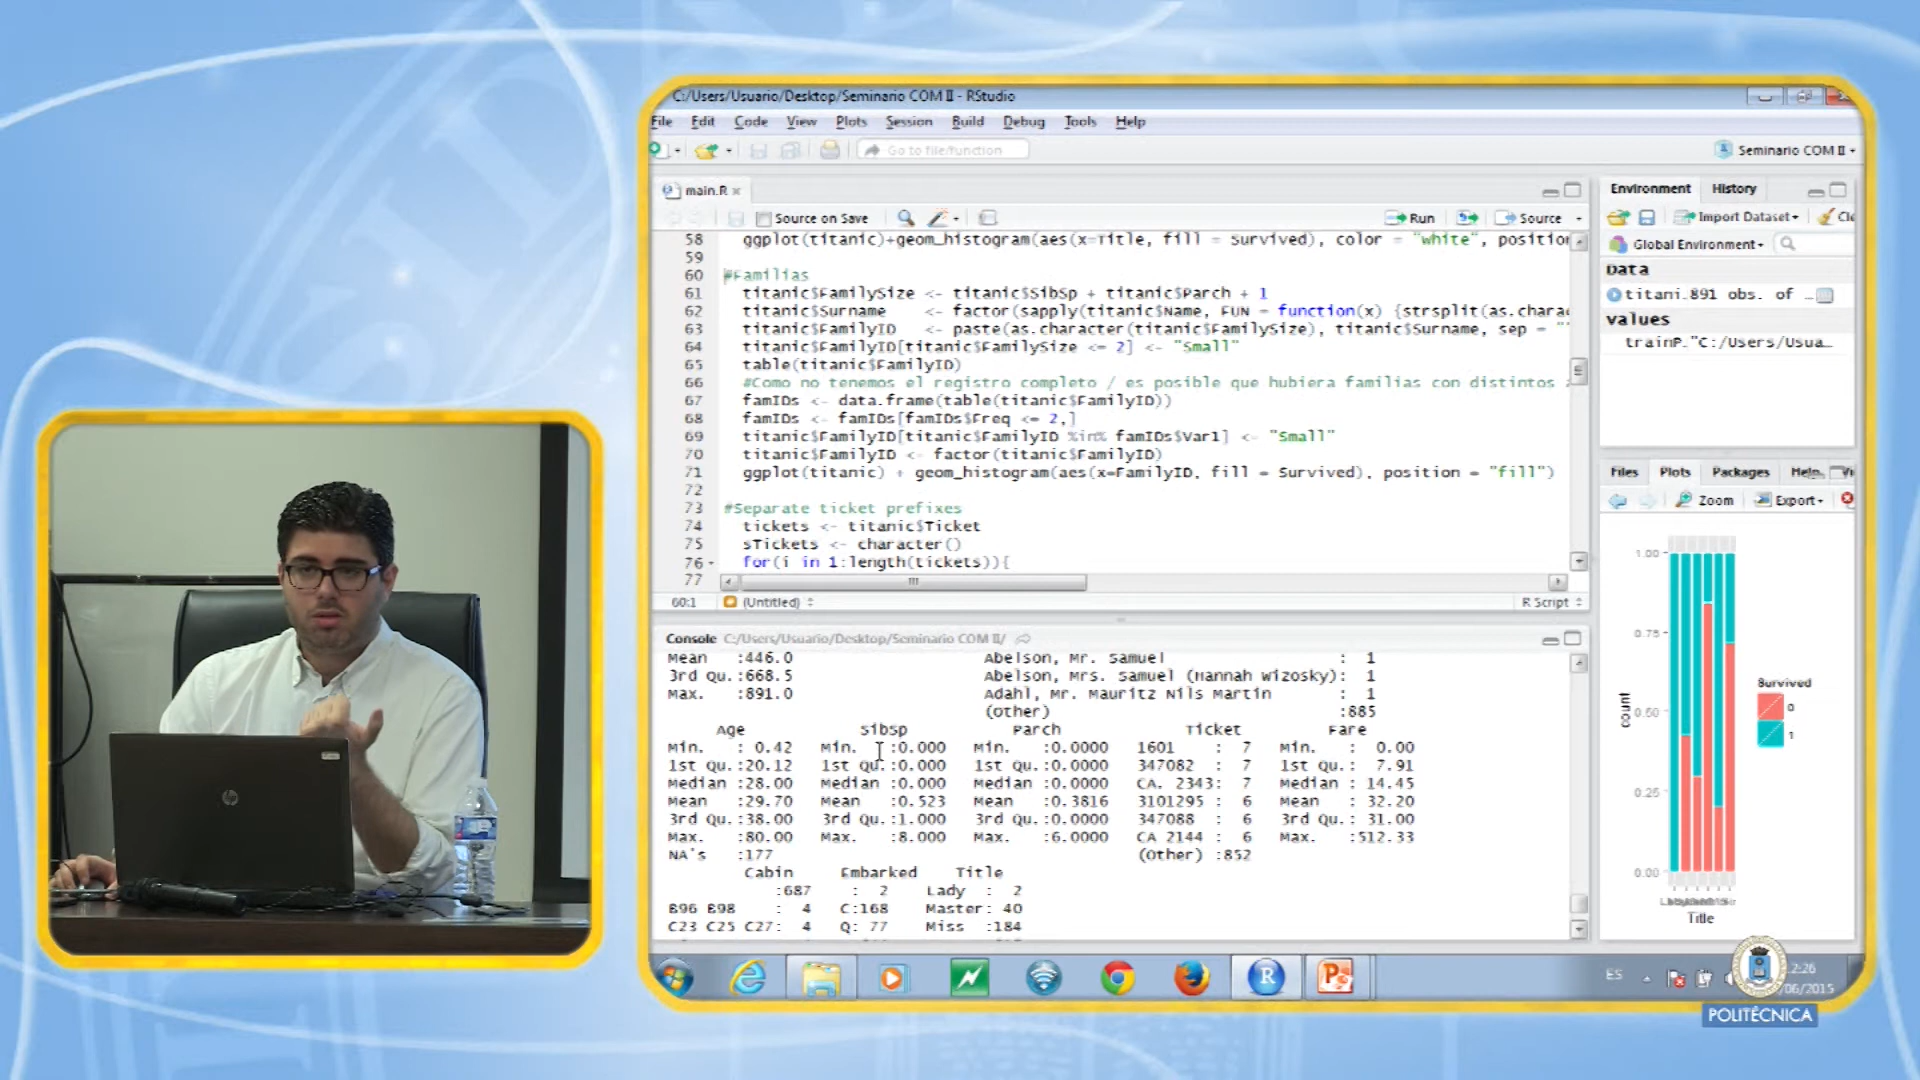 C:/Users/Usuario/Desktop/Seminario COM II - RStudio
File Edit Code View Plots Session Build Debug Tools Help
Go to file/function
Seminario COM II
main.R
Source on Save
Run
Source
58 ggplot(titanic)+geom_histogram(aes(x=Title, fill = Survived), color = "white", position
59
60 #Familias
61 titanic$FamilySize <- titanic$SibSp + titanic$Parch + 1
62 titanic$Surname <- factor(sapply(titanic$Name, FUN = function(x) {strsplit(as.charac
63 titanic$FamilyID <- paste(as.character(titanic$FamilySize), titanic$Surname, sep = "
64 titanic$FamilyID[titanic$FamilySize <= 2] <- "Small"
65 table(titanic$FamilyID)
66 #Como no tenemos el registro completo / es posible que hubiera familias con distintos
67 famIDs <- data.frame(table(titanic$FamilyID))
68 famIDs <- famIDs[famIDs$Freq <= 2,]
69 titanic$FamilyID[titanic$FamilyID %in% famIDs$Var1] <- "Small"
70 titanic$FamilyID <- factor(titanic$FamilyID)
71 ggplot(titanic) + geom_histogram(aes(x=FamilyID, fill = Survived), position = "fill")
72
73 #Separate ticket prefixes
74 tickets <- titanic$Ticket
75 sTickets <- character()
76 for(i in 1:length(tickets)){
77
60:1 (Untitled) R Script
Console C:/Users/Usuario/Desktop/Seminario COM II/
Mean :446.0 Abelson, Mr. Samuel : 1
3rd Qu.:668.5 Abelson, Mrs. Samuel (Hannah Wizosky): 1
Max. :891.0 Adahl, Mr. Mauritz Nils Martin : 1
(Other) :885
Age SibSp Parch Ticket Fare
Min. : 0.42 Min. :0.000 Min. :0.0000 1601 : 7 Min. : 0.00
1st Qu.:20.12 1st Qu.:0.000 1st Qu.:0.0000 347082 : 7 1st Qu.: 7.91
Median :28.00 Median :0.000 Median :0.0000 CA. 2343: 7 Median : 14.45
Mean :29.70 Mean :0.523 Mean :0.3816 3101295 : 6 Mean : 32.20
3rd Qu.:38.00 3rd Qu.:1.000 3rd Qu.:0.0000 347088 : 6 3rd Qu.: 31.00
Max. :80.00 Max. :8.000 Max. :6.0000 CA 2144 : 6 Max. :512.33
NA's :177 (Other) :852
Cabin Embarked Title
:687 : 2 Lady : 2
B96 B98 : 4 C:168 Master: 40
C23 C25 C27: 4 Q: 77 Miss :184
Environment History
Import Dataset
Global Environment
Data
titani. 891 obs. of ...
values
trainP. "C:/Users/Usua...
Files Plots Packages Help
Zoom Export
1.00
0.75
0.50
0.25
0.00
count
Title
Survived
0
1
ES
2:26
/06/2015
POLITÉCNICA
hp